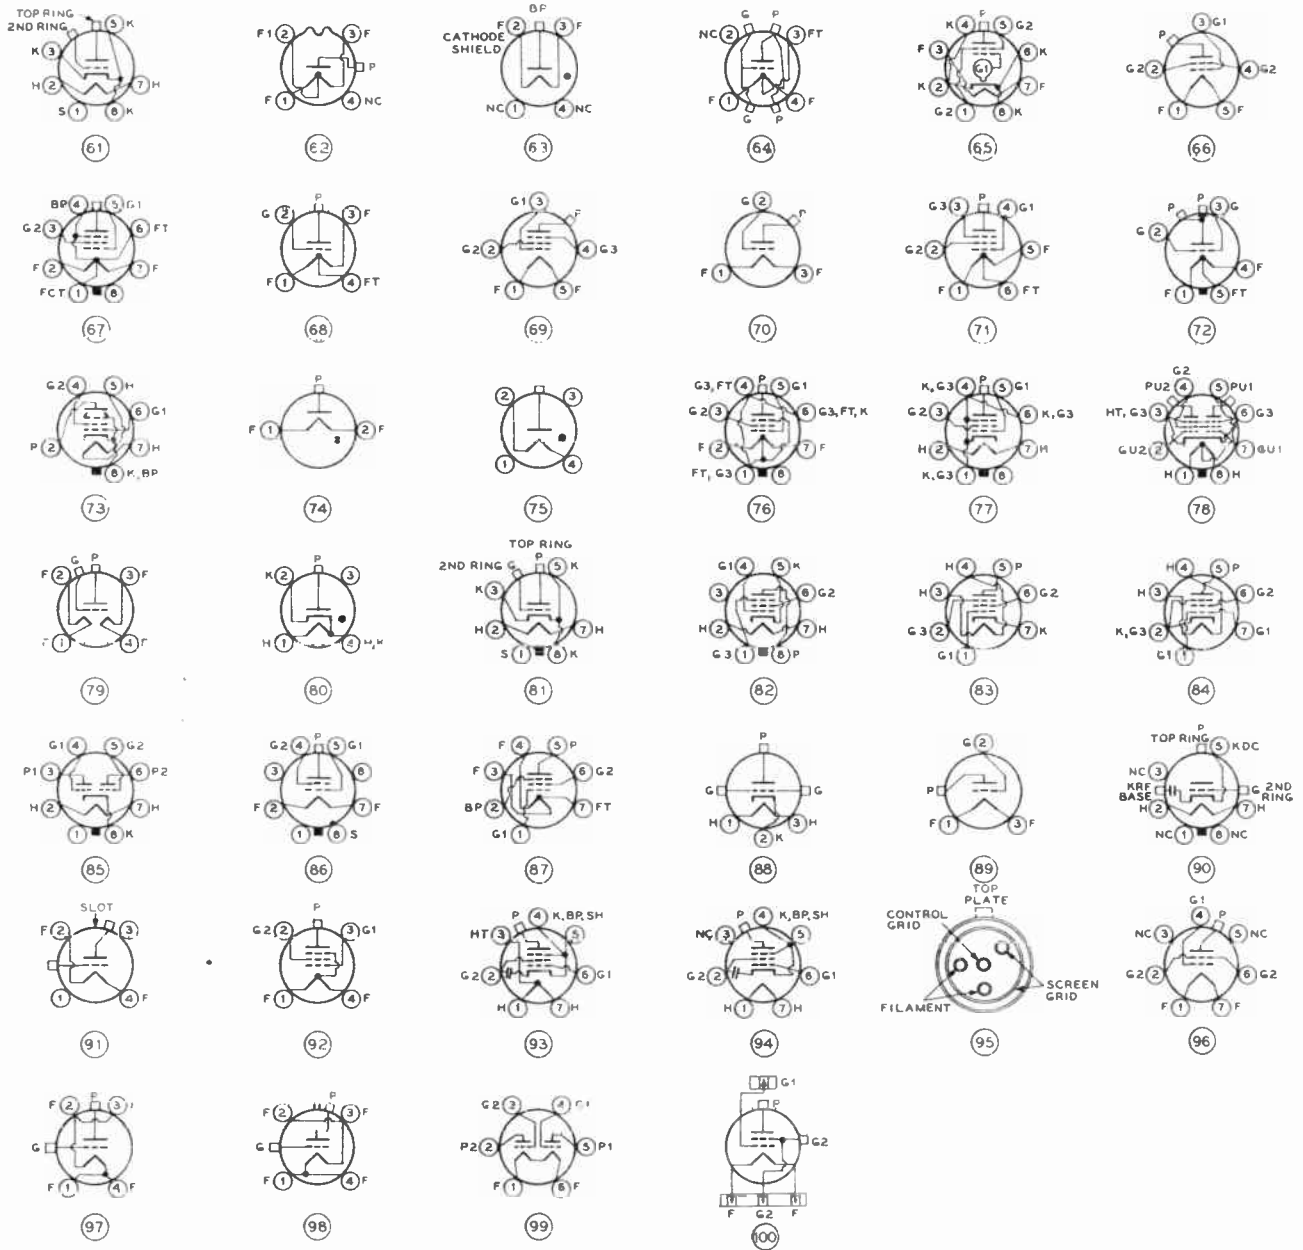 TOP RING
2ND RING
5 K
K 3
H 2
7 H
S 1
8 K
61
F1 2
3 F
P
F 1
4 NC
62
BP
F 2
3 F
CATHODE
SHIELD
NC 1
4 NC
63
G P
NC 2
3 FT
F 1
4 F
G P
64
P
K 4
5 G2
F 3
6 K
G1
K 2
7 F
G2 1
8 K
65
3 G1
P
G2 2
4 G2
F 1
5 F
66
BP 4
5 G1
G2 3
6 FT
F 2
7 F
FCT 1
8
67
P
G 2
3 F
F 1
4 FT
68
G1 3
G2 2
4 G3
F 1
5 F
69
G 2
P
F 1
3 F
70
P
G3 3
4 G1
G2 2
5 F
F 1
6 FT
71
P
P
3 G
G 2
4 F
F 1
5 FT
72
G2 4
5 H
6 G1
P 2
7 H
8 K, BP
73
P
F 1
2 F
74
2
3
1
4
75
G3, FT 4
P
5 G1
G2 3
6 G3, FT, K
F 2
7 F
FT, G3 1
8
76
K, G3 4
P
5 G1
G2 3
6 K, G3
H 2
7 H
K, G3 1
8
77
G2
PU2 4
5 PU1
HT, G3 3
6 G3
GU2 2
7 GU1
H 1
8 H
78
F 2
G P
3 F
1
4
79
P
K 2
3
H 1
4 H, K
80
TOP RING
2ND RING
G
P
5 K
K 3
H 2
7 H
S 1
8 K
81
G1 4
5 K
3
6 G2
H 2
7 H
G3 1
8 P
82
H 4
5 P
H 3
6 G2
G3 2
7 K
G1 1
83
H 4
5 P
H 3
6 G2
K, G3 2
7 G1
G1 1
84
G1 4
5 G2
P1 3
6 P2
H 2
7 H
1
8 K
85
P
G2 4
5 G1
3
6
F 2
7 F
1
8 S
86
F 4
5 P
F 3
6 G2
BP 2
7 FT
G1 1
87
P
G
G
H 1
3 H
2 K
88
G 2
P
F 1
3 F
89
P
TOP RING
5 KDC
NC 3
KRF
BASE
G 2ND
RING
H 2
7 H
NC 1
8 NC
90
SLOT
F 2
3
1
4 F
91
P
G2 2
3 G1
F 1
4 F
92
P
4 K, BP, SH
HT 3
5
G2 2
6 G1
H 1
7 H
93
P
4 K, BP, SH
NC 3
5
G2 2
6 G1
H 1
7 H
94
TOP
PLATE
CONTROL
GRID
SCREEN
GRID
FILAMENT
95
G1
4 P
NC 3
5 NC
G2 2
6 G2
F 1
7 F
96
P
F 2
3
G
F 1
4 F
97
P
F 2
3 F
G
F 1
4 F
98
G2 3
4 G1
P2 2
5 P1
F 1
6 F
99
G1
P
G2
F G2 F
100